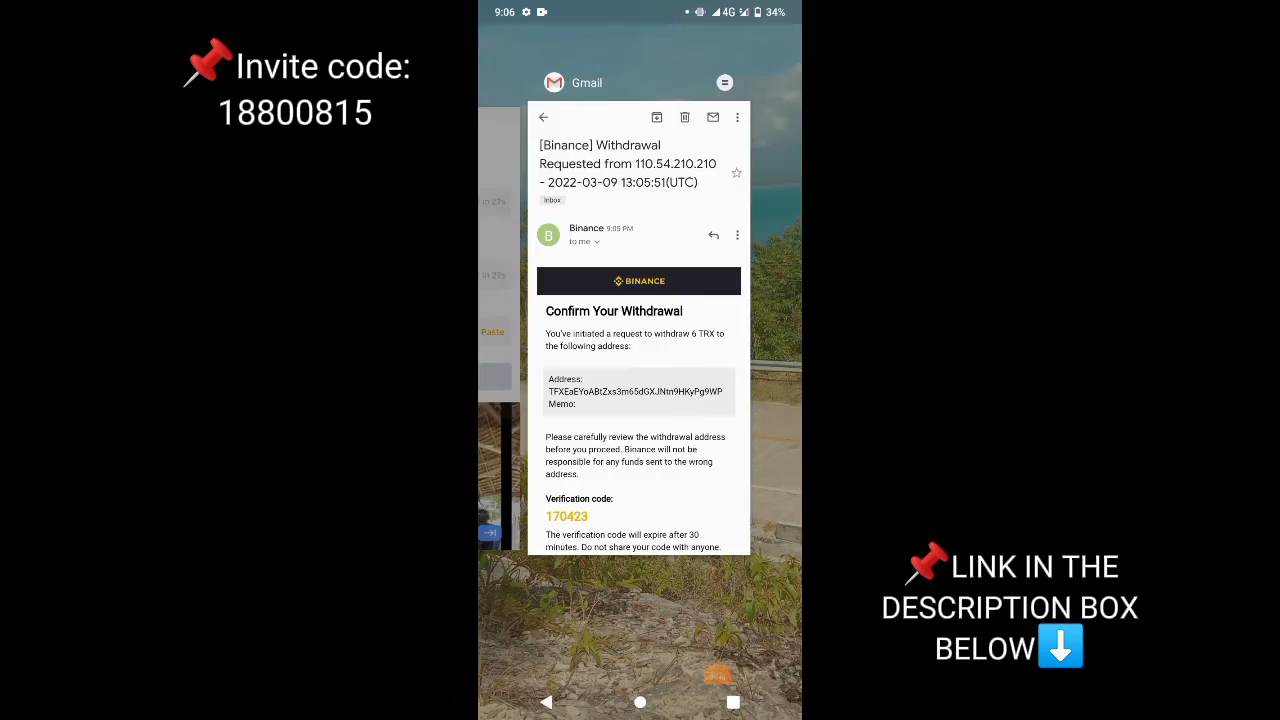 📌Invite code:
18800815
9:06
4G
34%
Gmail
[Binance] Withdrawal
Requested from 110.54.210.210
- 2022-03-09 13:05:51(UTC)
Inbox
B
Binance 9:05 PM
to me
BINANCE
Confirm Your Withdrawal
You've initiated a request to withdraw 6 TRX to
the following address:
Address:
TFXEaEYoABtZxs3m65dGXJNtn9HKyPg9WP
Memo:
Please carefully review the withdrawal address
before you proceed. Binance will not be
responsible for any funds sent to the wrong
address.
Verification code:
170423
The verification code will expire after 30
minutes. Do not share your code with anyone.
in 27s
in 29s
Paste
📌LINK IN THE
DESCRIPTION BOX
BELOW⬇️